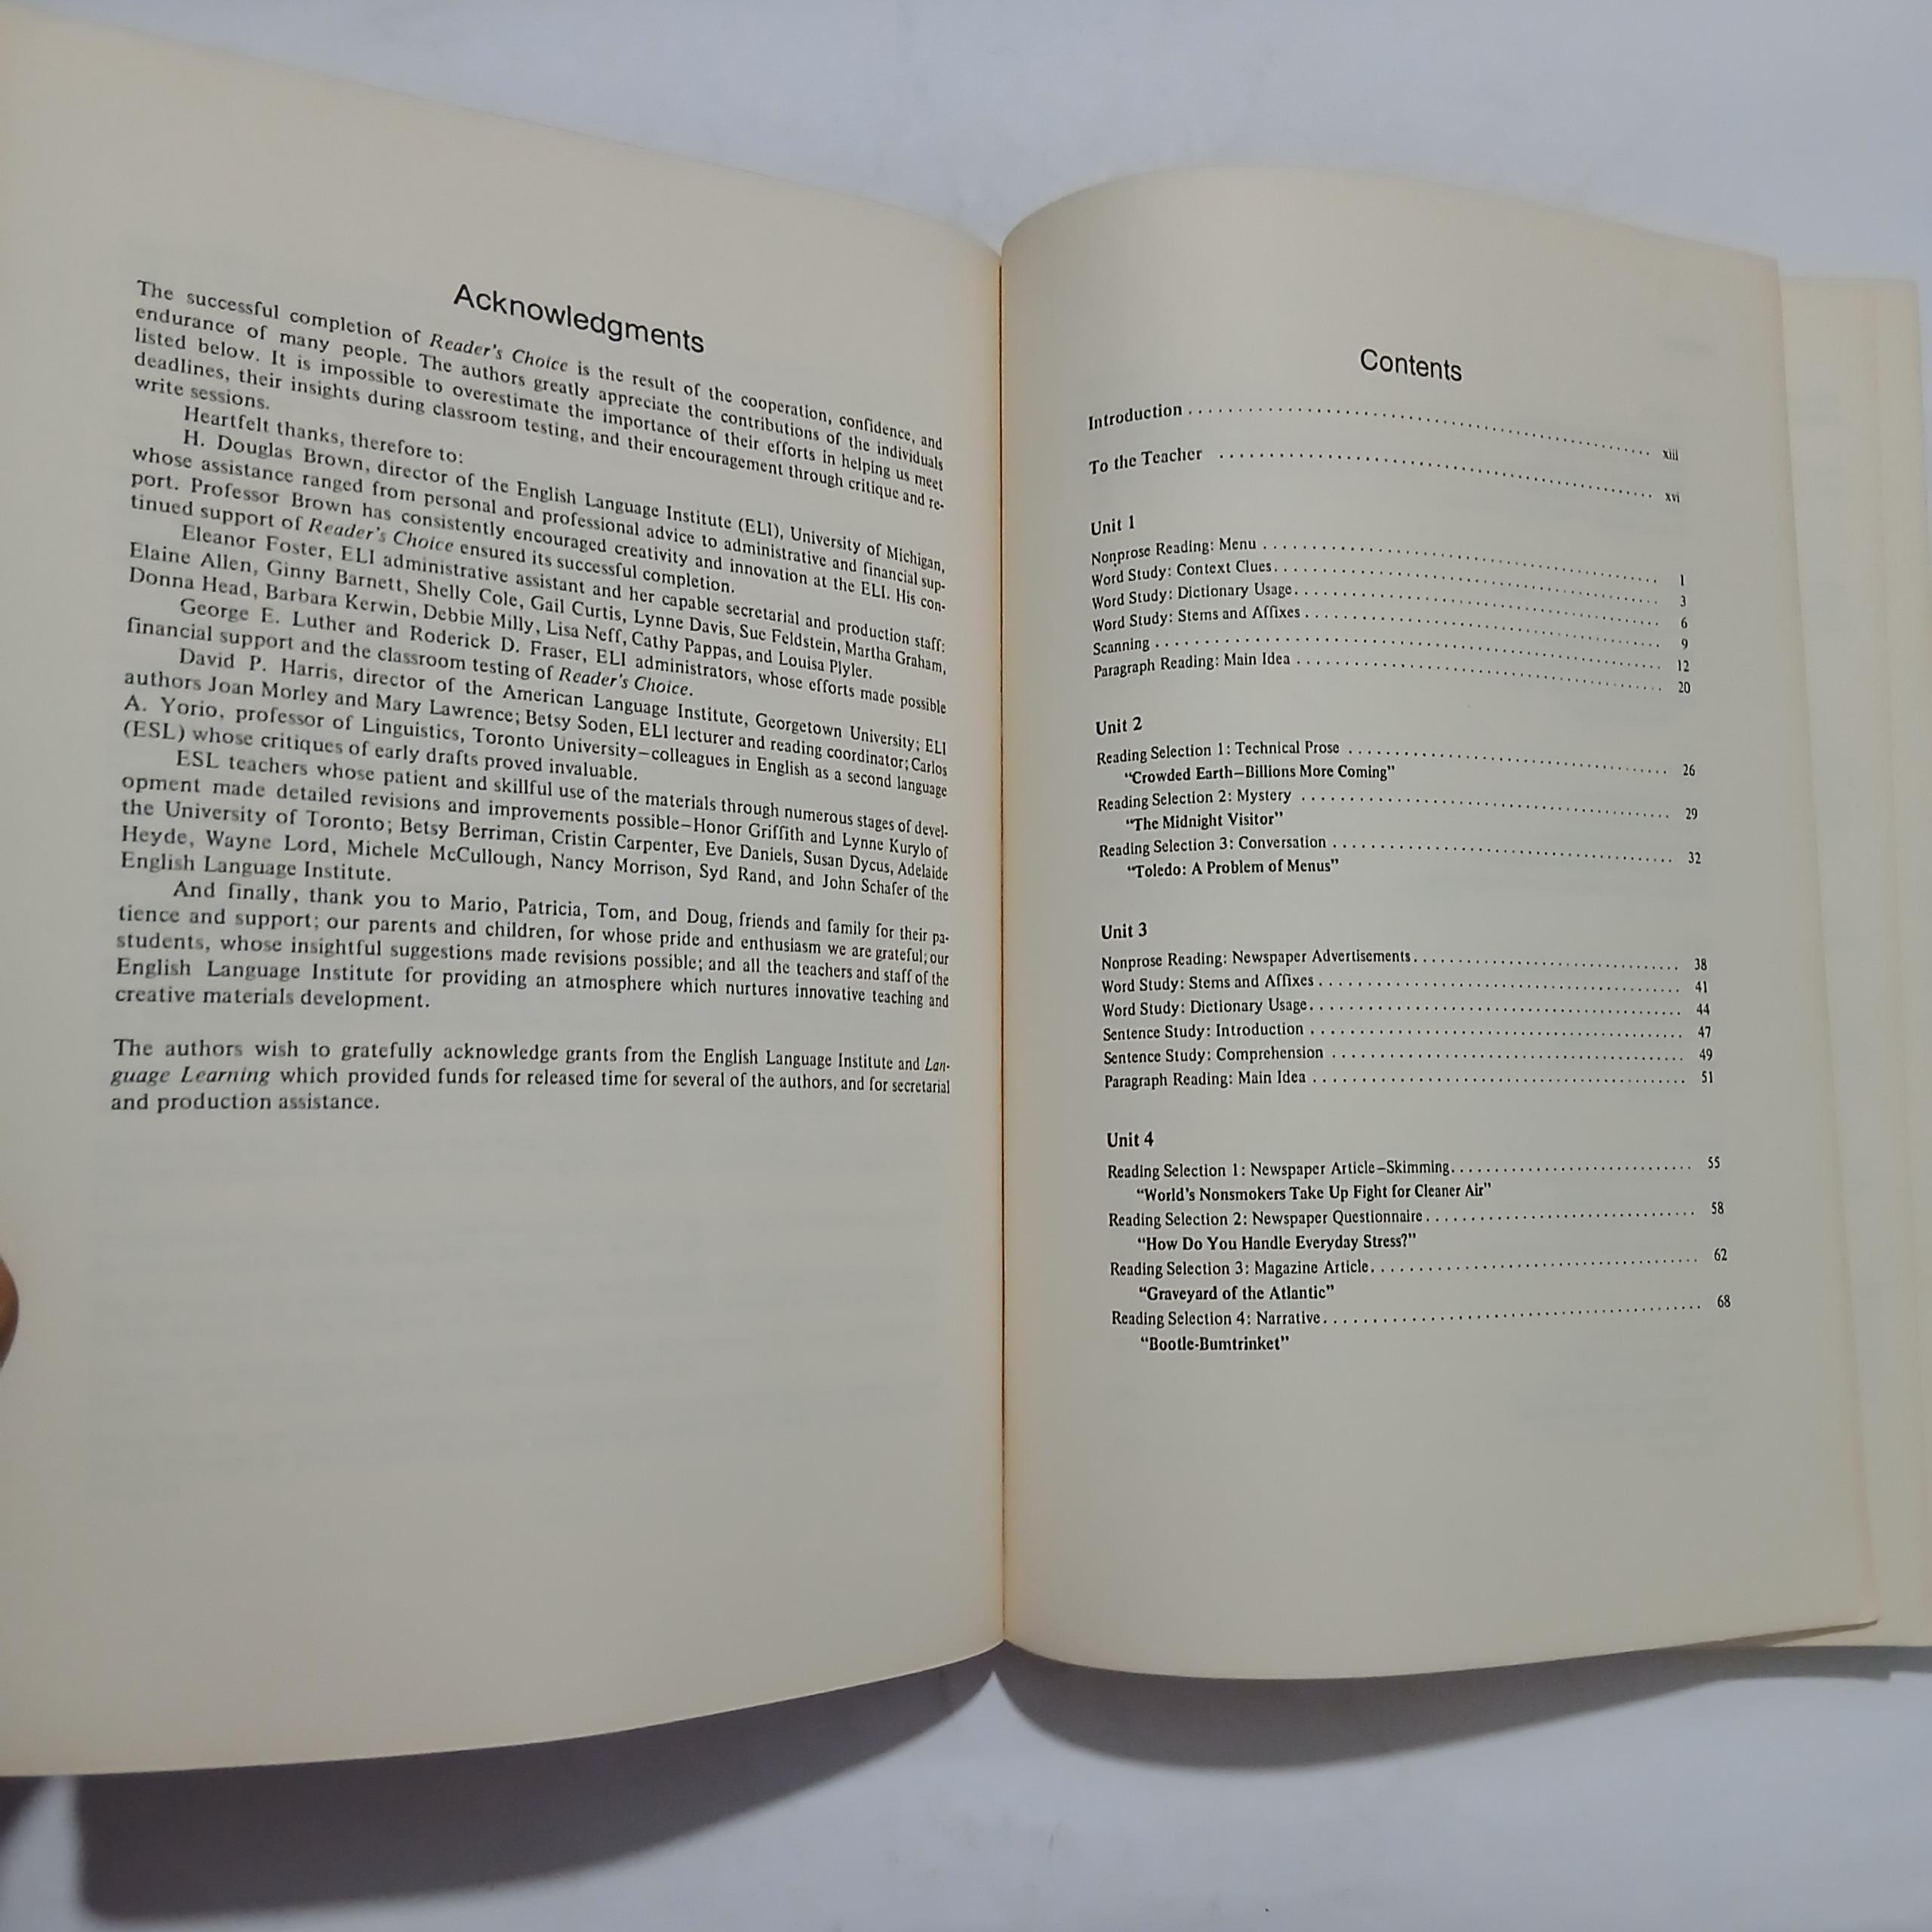 Acknowledgments
The successful completion of Reader's Choice is the result of the cooperation, confidence, and
endurance of many people. The authors greatly appreciate the contributions of the individuals
listed below. It is impossible to overestimate the importance of their efforts in helping us meet
deadlines, their insights during classroom testing, and their encouragement through critique and re-
write sessions.
Heartfelt thanks, therefore to:
H. Douglas Brown, director of the English Language Institute (ELI), University of Michigan,
whose assistance ranged from personal and professional advice to administrative and financial sup-
port. Professor Brown has consistently encouraged creativity and innovation at the ELI. His con-
tinued support of Reader's Choice ensured its successful completion.
Eleanor Foster, ELI administrative assistant and her capable secretarial and production staff:
Elaine Allen, Ginny Barnett, Shelly Cole, Gail Curtis, Lynne Davis, Sue Feldstein, Martha Graham,
Donna Head, Barbara Kerwin, Debbie Milly, Lisa Neff, Cathy Pappas, and Louisa Plyler.
George E. Luther and Roderick D. Fraser, ELI administrators, whose efforts made possible
financial support and the classroom testing of Reader's Choice.
David P. Harris, director of the American Language Institute, Georgetown University; ELI
authors Joan Morley and Mary Lawrence; Betsy Soden, ELI lecturer and reading coordinator; Carlos
A. Yorio, professor of Linguistics, Toronto University—colleagues in English as a second language
(ESL) whose critiques of early drafts proved invaluable.
ESL teachers whose patient and skillful use of the materials through numerous stages of devel-
opment made detailed revisions and improvements possible—Honor Griffith and Lynne Kurylo of
the University of Toronto; Betsy Berriman, Cristin Carpenter, Eve Daniels, Susan Dycus, Adelaide
Heyde, Wayne Lord, Michele McCullough, Nancy Morrison, Syd Rand, and John Schafer of the
English Language Institute.
And finally, thank you to Mario, Patricia, Tom, and Doug, friends and family for their pa-
tience and support; our parents and children, for whose pride and enthusiasm we are grateful; our
students, whose insightful suggestions made revisions possible; and all the teachers and staff of the
English Language Institute for providing an atmosphere which nurtures innovative teaching and
creative materials development.
The authors wish to gratefully acknowledge grants from the English Language Institute and Lan-
guage Learning which provided funds for released time for several of the authors, and for secretarial
and production assistance.
Contents
Introduction ........ xiii
To the Teacher ........ xvi
Unit 1
Nonprose Reading: Menu ........ 1
Word Study: Context Clues ........ 3
Word Study: Dictionary Usage ........ 6
Word Study: Stems and Affixes ........ 9
Scanning ........ 12
Paragraph Reading: Main Idea ........ 20
Unit 2
Reading Selection 1: Technical Prose ........ 26
"Crowded Earth—Billions More Coming"
Reading Selection 2: Mystery ........ 29
"The Midnight Visitor"
Reading Selection 3: Conversation ........ 32
"Toledo: A Problem of Menus"
Unit 3
Nonprose Reading: Newspaper Advertisements ........ 38
Word Study: Stems and Affixes ........ 41
Word Study: Dictionary Usage ........ 44
Sentence Study: Introduction ........ 47
Sentence Study: Comprehension ........ 49
Paragraph Reading: Main Idea ........ 51
Unit 4
Reading Selection 1: Newspaper Article—Skimming ........ 55
"World's Nonsmokers Take Up Fight for Cleaner Air"
Reading Selection 2: Newspaper Questionnaire ........ 58
"How Do You Handle Everyday Stress?"
Reading Selection 3: Magazine Article ........ 62
"Graveyard of the Atlantic"
Reading Selection 4: Narrative ........ 68
"Bootle-Bumtrinket"